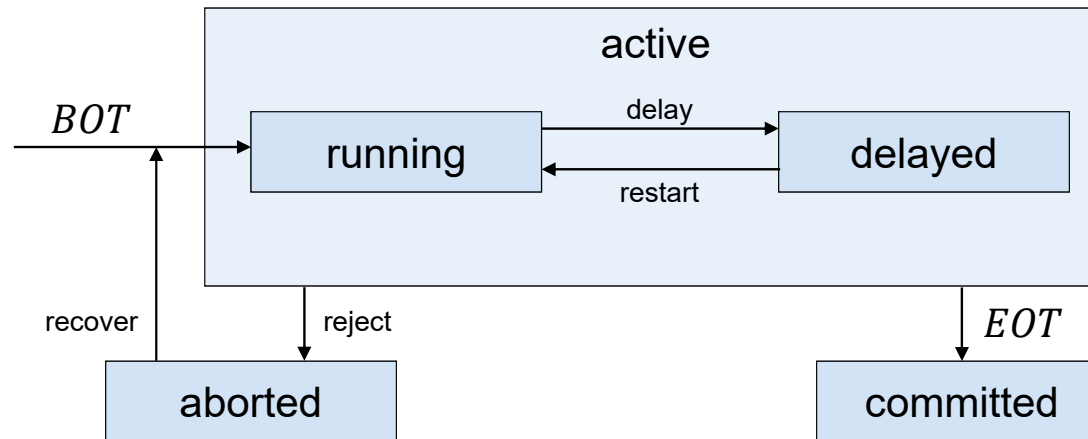 active
BOT
delay
running
delayed
restart
recover
reject
EOT
aborted
committed